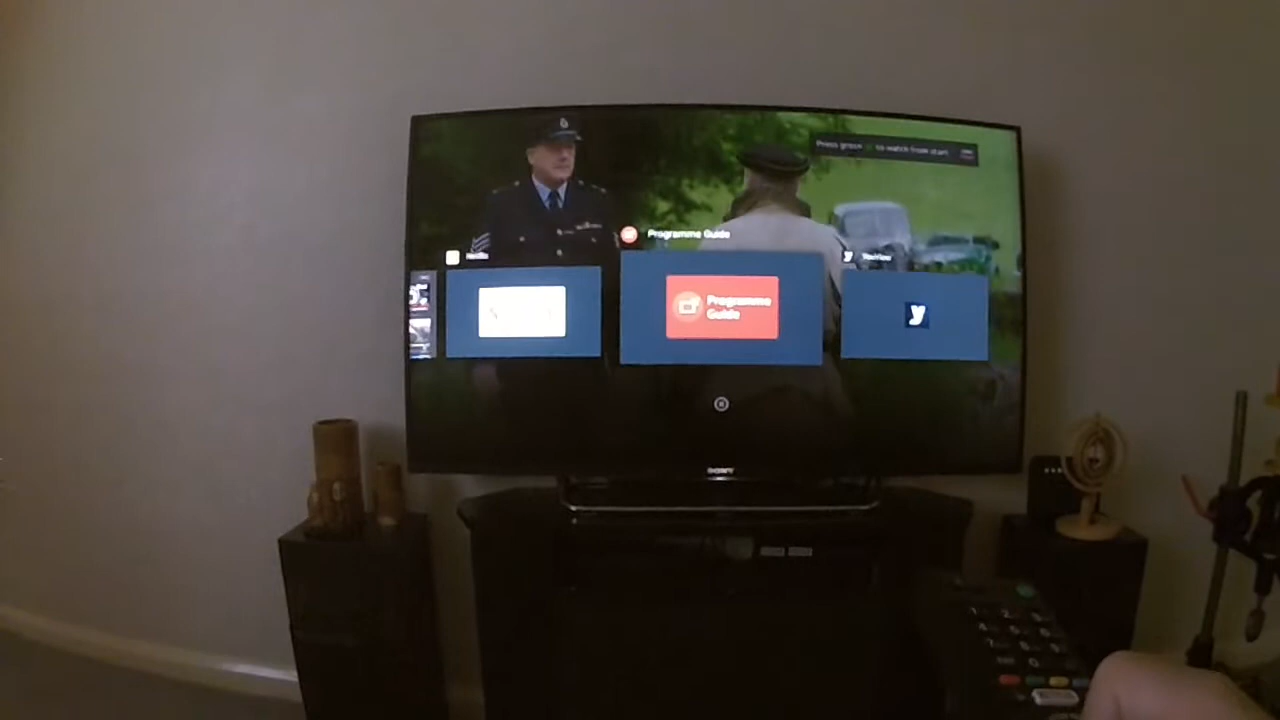 Press green to watch from start
Programme Guide
Netflix
YouView
Programme
Guide
y
SONY